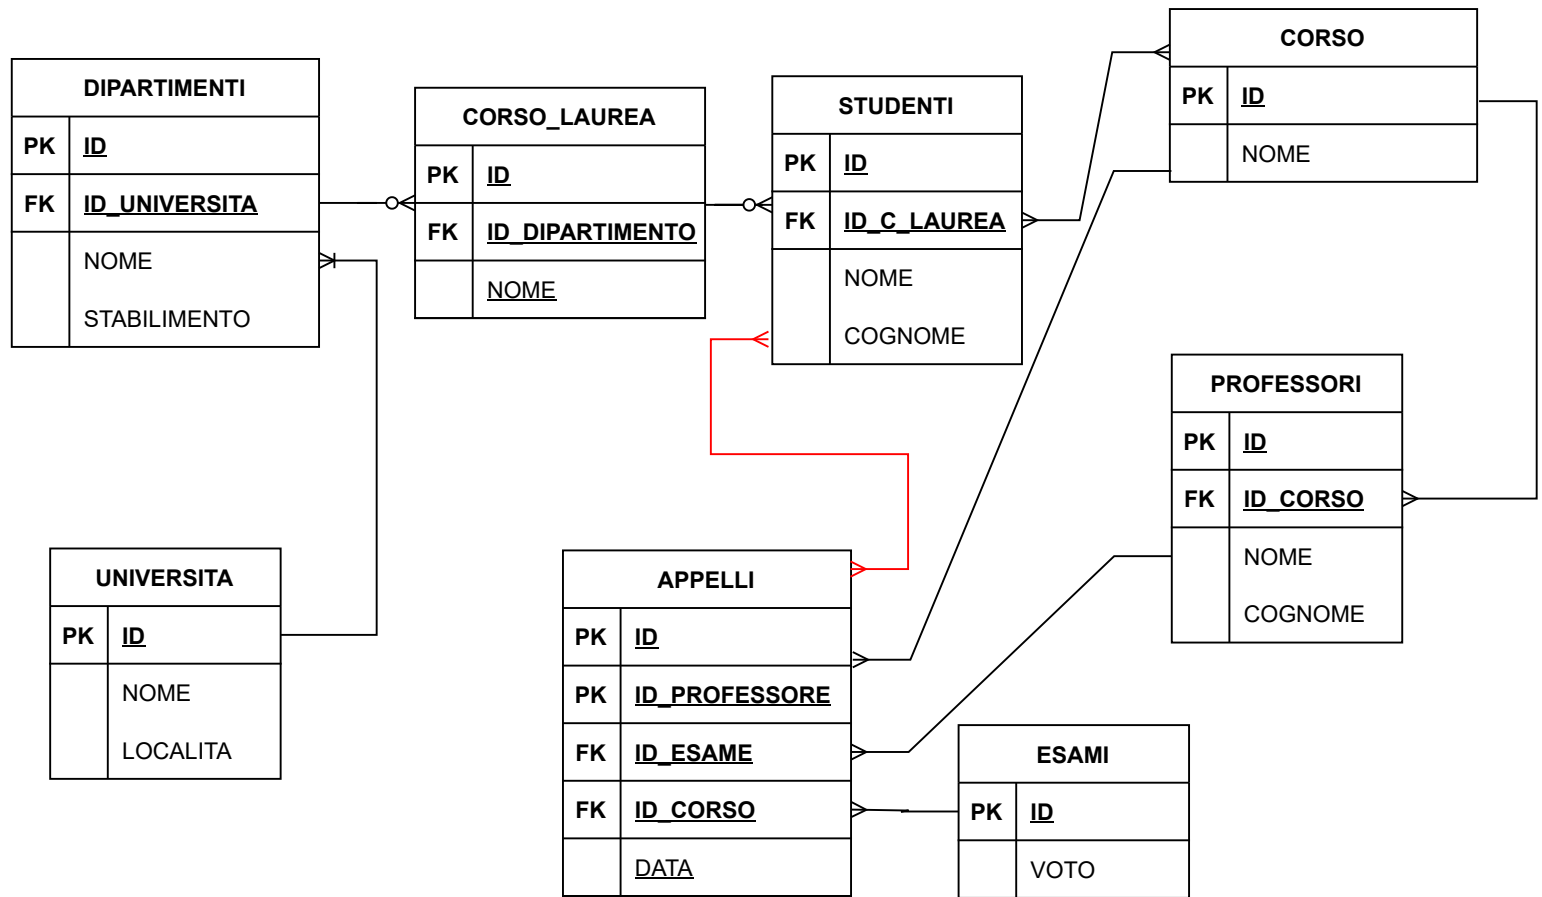 DIPARTIMENTI
PK ID
FK ID_UNIVERSITA
NOME
STABILIMENTO
CORSO_LAUREA
PK ID
FK ID_DIPARTIMENTO
NOME
STUDENTI
PK ID
FK ID_C_LAUREA
NOME
COGNOME
CORSO
PK ID
NOME
PROFESSORI
PK ID
FK ID_CORSO
NOME
COGNOME
UNIVERSITA
PK ID
NOME
LOCALITA
APPELLI
PK ID
PK ID_PROFESSORE
FK ID_ESAME
FK ID_CORSO
DATA
ESAMI
PK ID
VOTO